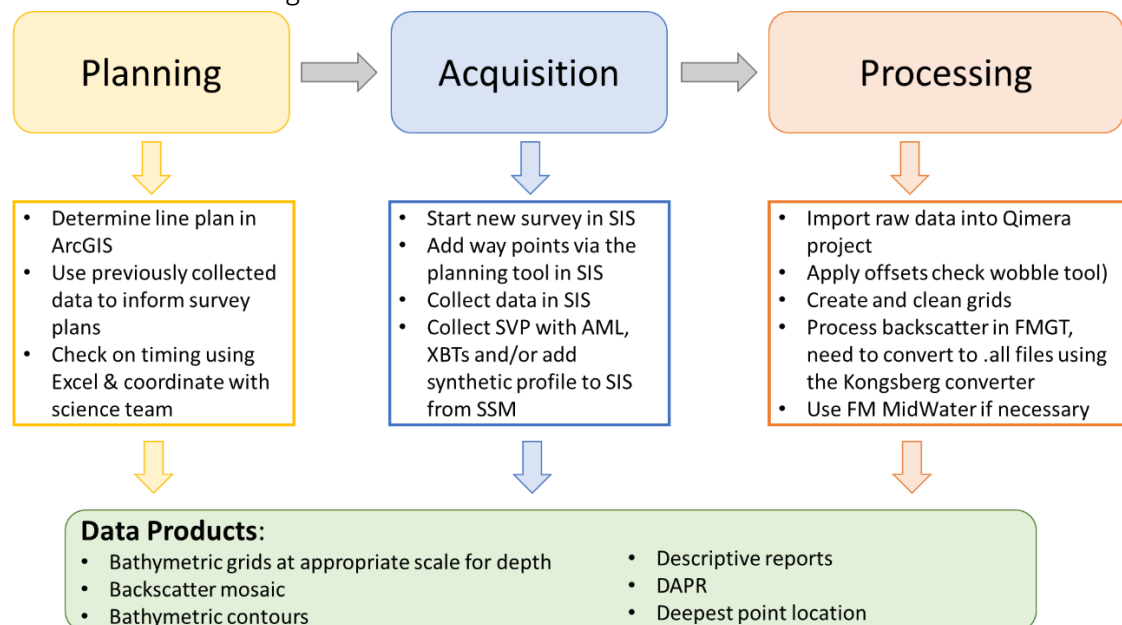 Planning
Acquisition
Processing
• Determine line plan in
ArcGIS
• Use previously collected
data to inform survey
plans
• Check on timing using
Excel & coordinate with
science team
• Start new survey in SIS
• Add way points via the
planning tool in SIS
• Collect data in SIS
• Collect SVP with AML,
XBTs and/or add
synthetic profile to SIS
from SSM
• Import raw data into Qimera
project
• Apply offsets check wobble tool)
• Create and clean grids
• Process backscatter in FMGT,
need to convert to .all files using
the Kongsberg converter
• Use FM MidWater if necessary
Data Products:
• Bathymetric grids at appropriate scale for depth
• Backscatter mosaic
• Bathymetric contours
• Descriptive reports
• DAPR
• Deepest point location